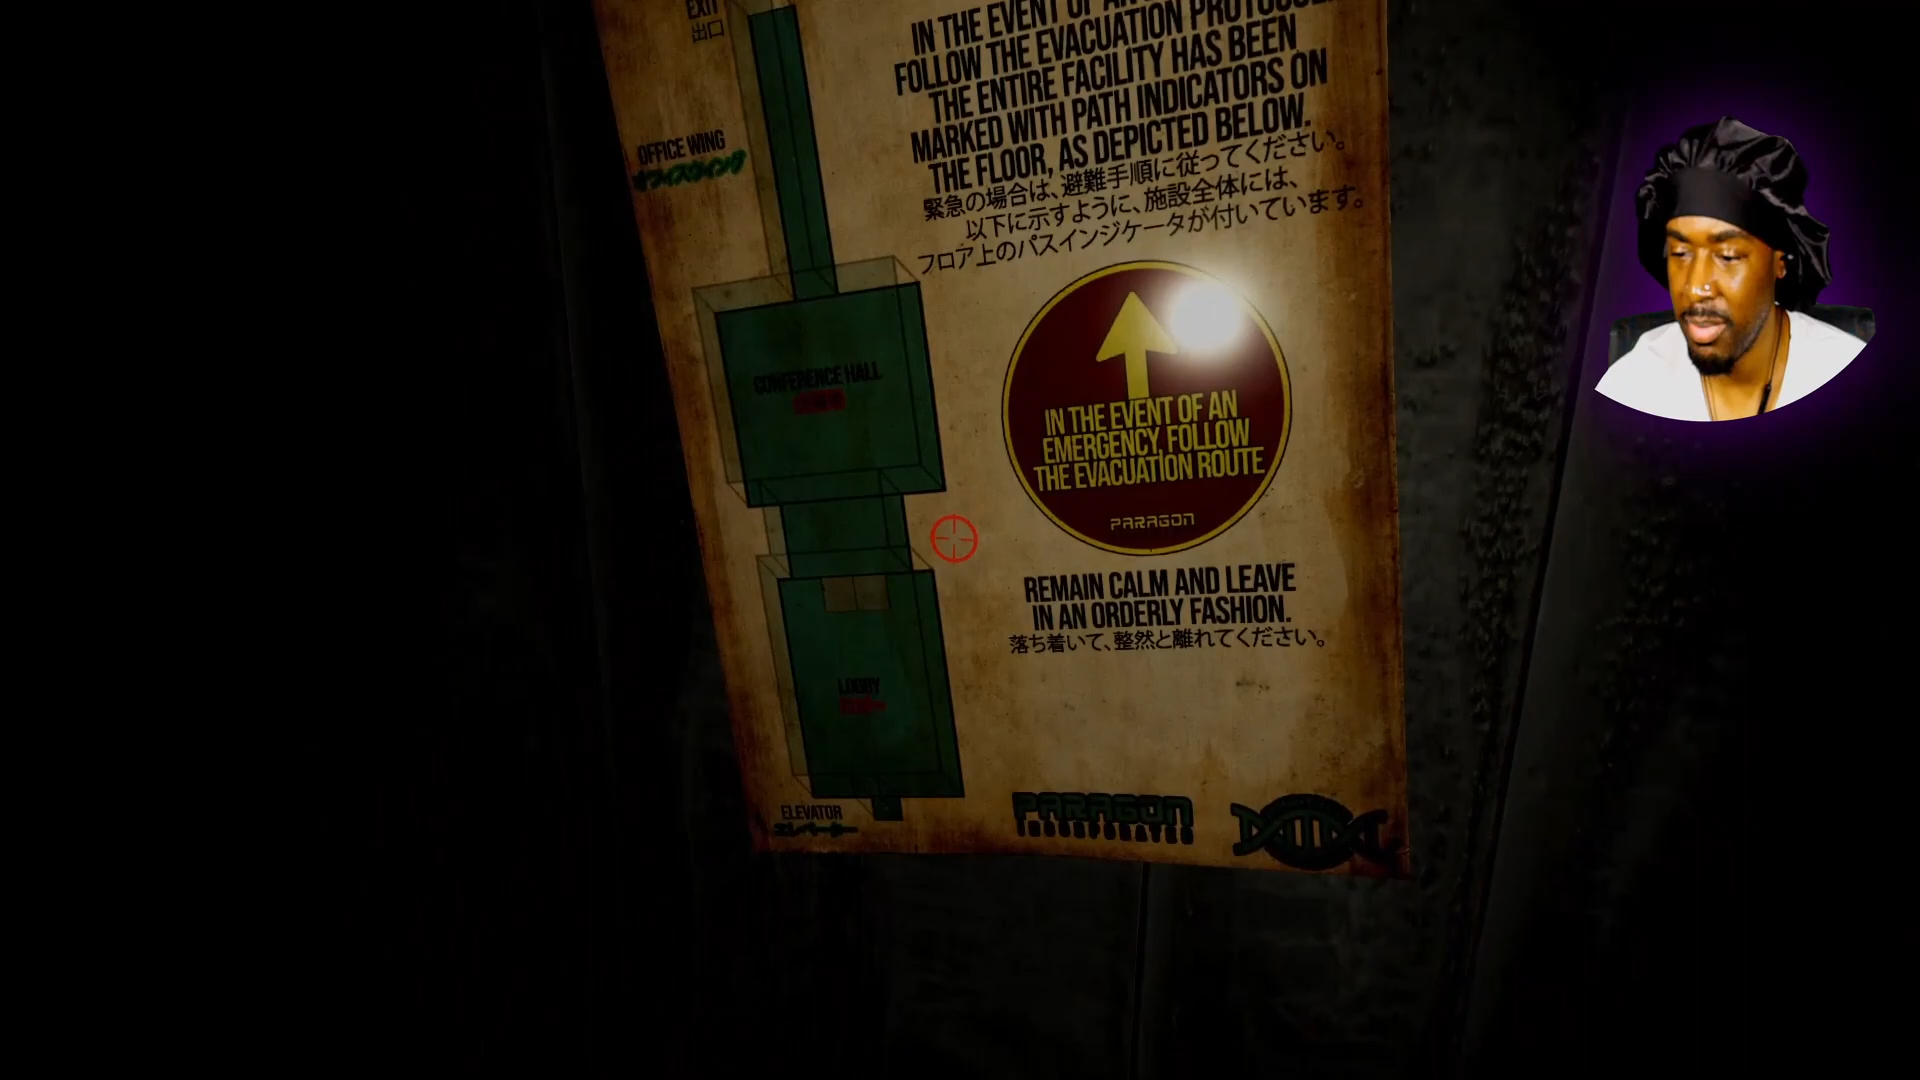 EXIT
出口
OFFICE WING
オフィスウイング
CONFERENCE HALL
LOBBY
ELEVATOR
エレベーター
IN THE EVENT OF AN
FOLLOW THE EVACUATION
THE ENTIRE FACILITY HAS BEEN
MARKED WITH PATH INDICATORS ON
THE FLOOR, AS DEPICTED BELOW.
緊急の場合は、避難手順に従ってください。
以下に示すように、施設全体には、
フロア上のパスインジケータが付いています。
IN THE EVENT OF AN
EMERGENCY, FOLLOW
THE EVACUATION ROUTE
PARAGON
REMAIN CALM AND LEAVE
IN AN ORDERLY FASHION.
落ち着いて、整然と離れてください。
PARAGON
INCORPORATED